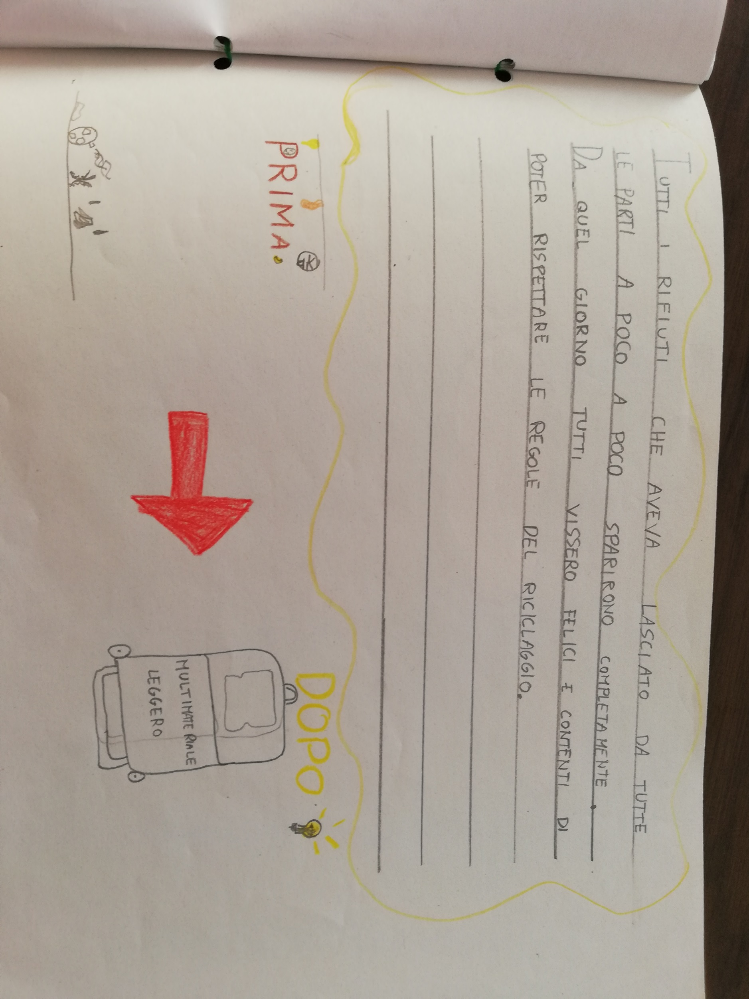 TUTTI I RIFIUTI CHE AVEVA LASCIATO DA TUTTE
LE PARTI A POCO A POCO SPARIRONO COMPLETAMENTE.
DA QUEL GIORNO TUTTI VISSERO FELICI E CONTENTI DI
POTER RISPETTARE LE REGOLE DEL RICICLAGGIO.
PRIMA
DOPO
MULTIMATERIALE
LEGGERO